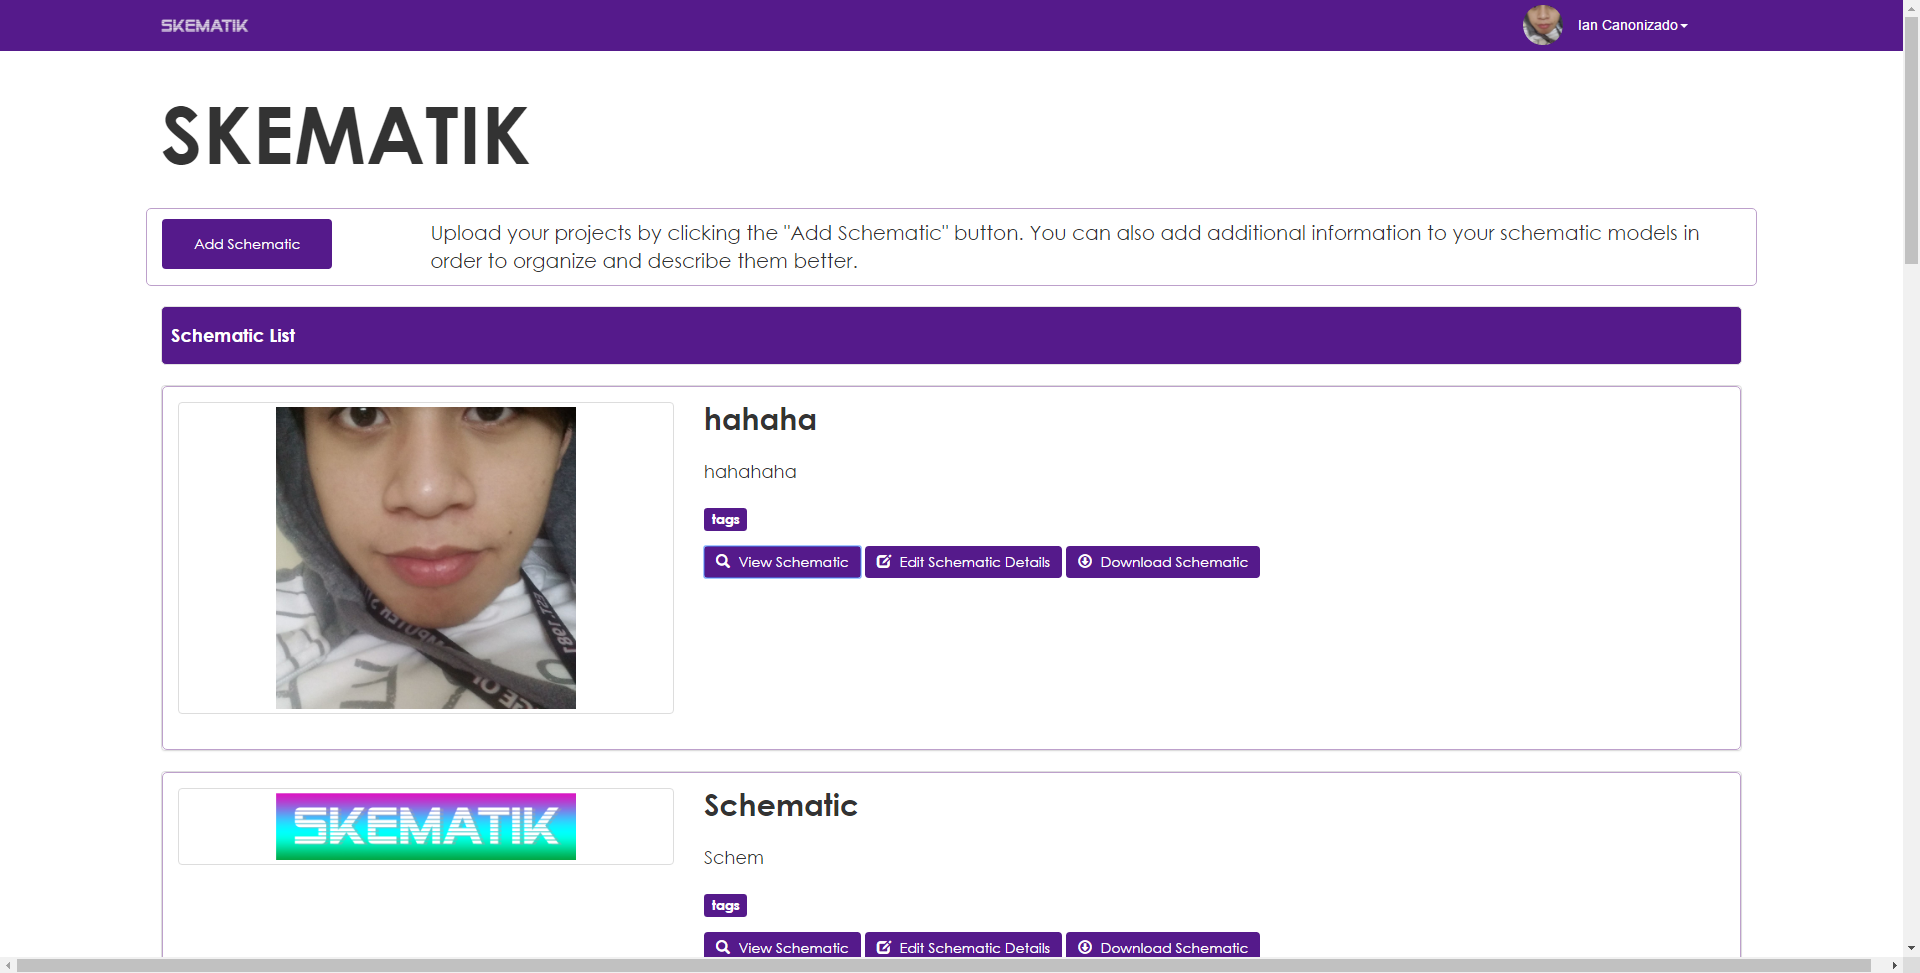 SKEMATIK
Ian Canonizado
SKEMATIK
Add Schematic
Upload your projects by clicking the "Add Schematic" button. You can also add additional information to your schematic models in
order to organize and describe them better.
Schematic List
hahaha
hahahaha
tags
View Schematic
Edit Schematic Details
Download Schematic
SKEMATIK
Schematic
Schem
tags
View Schematic
Edit Schematic Details
Download Schematic